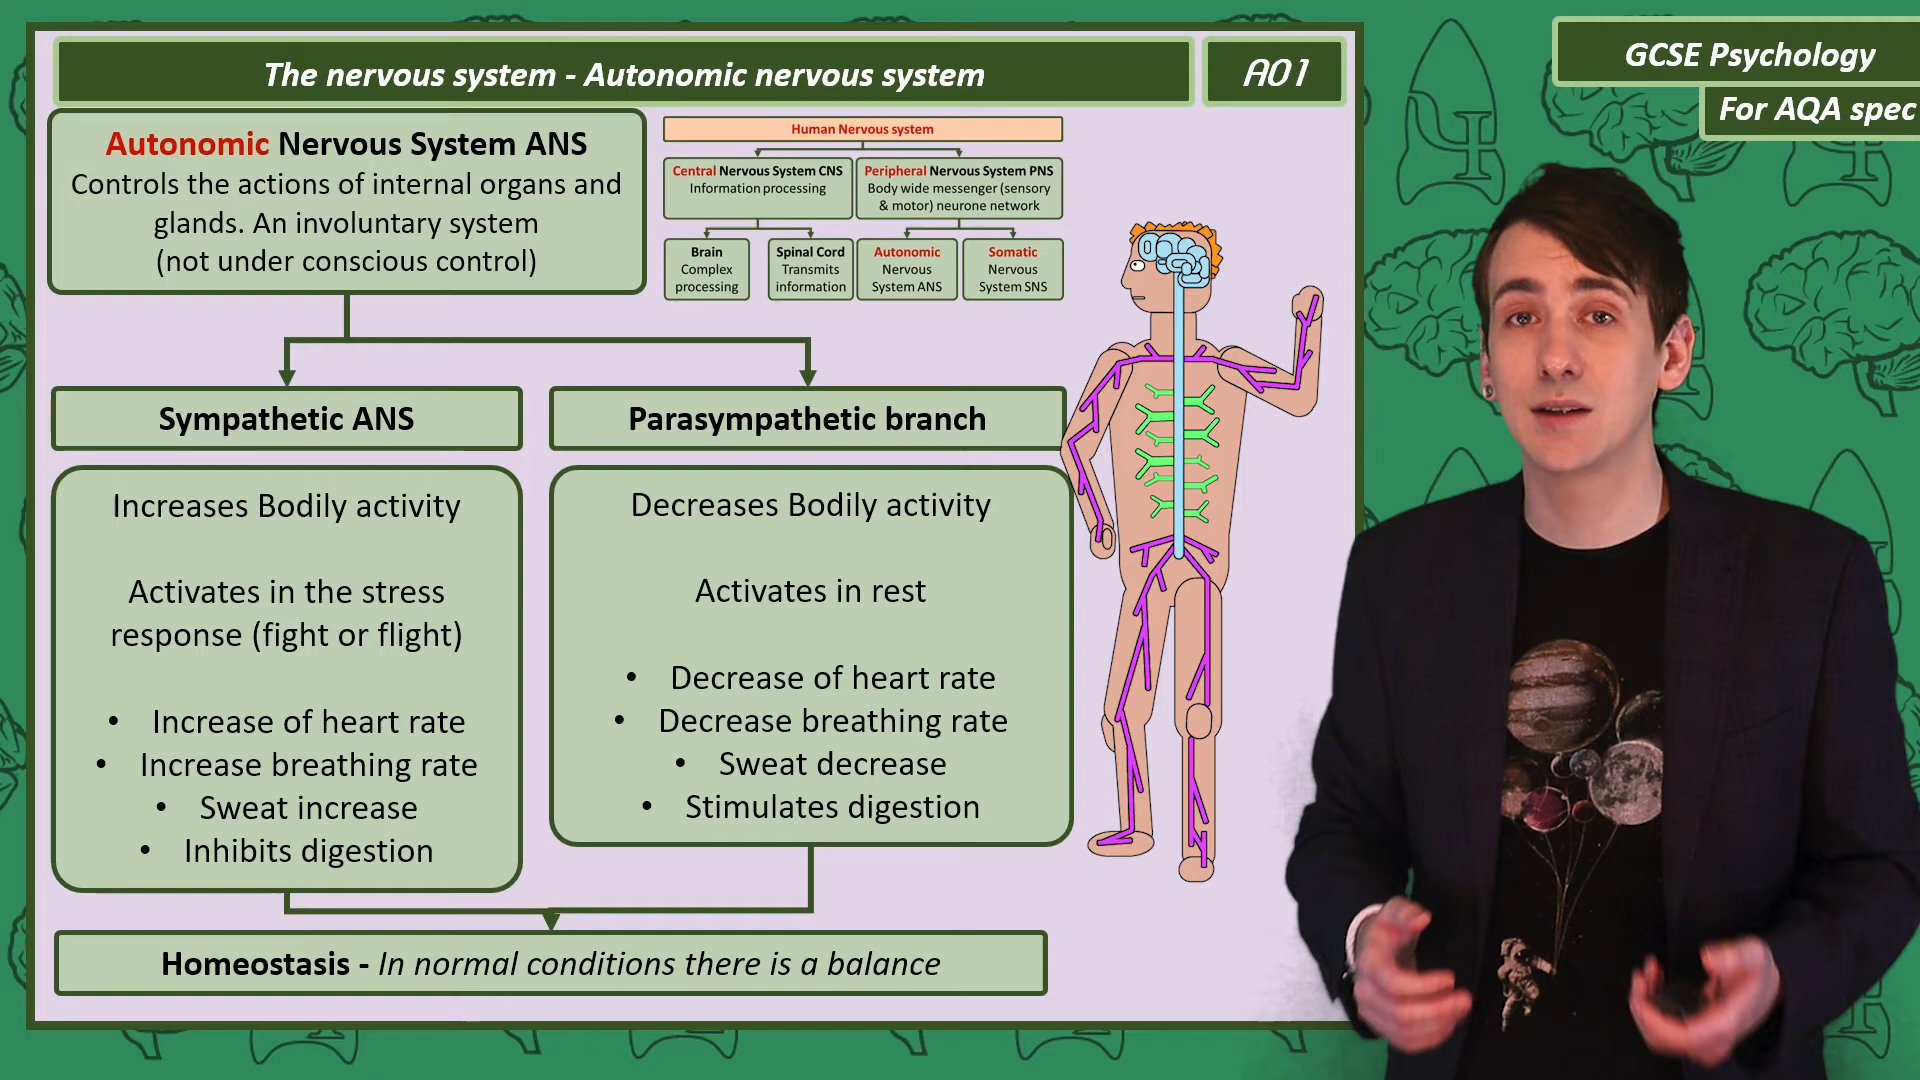 The nervous system - Autonomic nervous system
AO1
GCSE Psychology
For AQA spec
Autonomic Nervous System ANS
Controls the actions of internal organs and
glands. An involuntary system
(not under conscious control)
Human Nervous system
Central Nervous System CNS
Information processing
Peripheral Nervous System PNS
Body wide messenger (sensory
& motor) neurone network
Brain
Complex
processing
Spinal Cord
Transmits
information
Autonomic
Nervous
System ANS
Somatic
Nervous
System SNS
Sympathetic ANS
Increases Bodily activity
Activates in the stress
response (fight or flight)
• Increase of heart rate
• Increase breathing rate
• Sweat increase
• Inhibits digestion
Parasympathetic branch
Decreases Bodily activity
Activates in rest
• Decrease of heart rate
• Decrease breathing rate
• Sweat decrease
• Stimulates digestion
Homeostasis - In normal conditions there is a balance